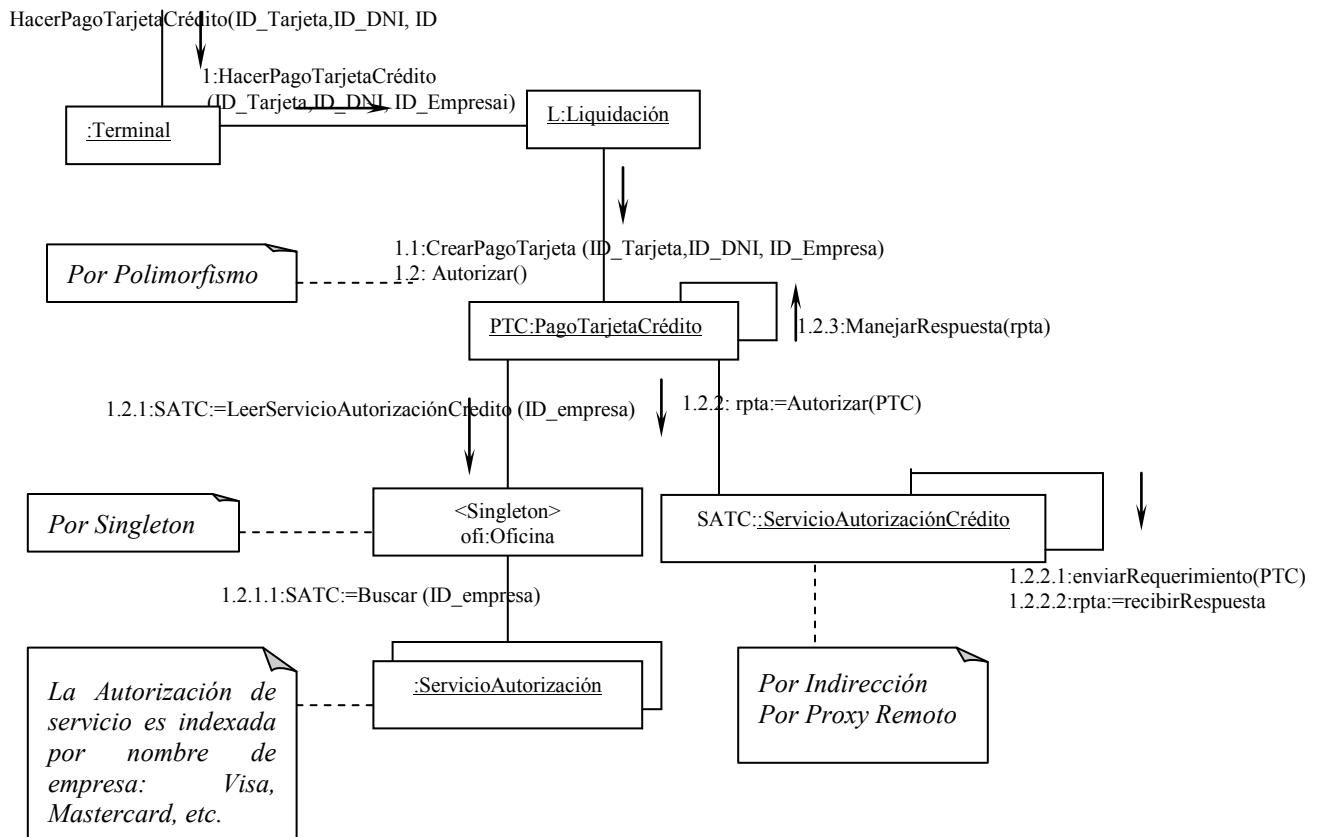 HacerPagoTarjetaCrédito(ID_Tarjeta,ID_DNI, ID
1:HacerPagoTarjetaCrédito
(ID_Tarjeta,ID_DNI, ID_Empresai)
:Terminal
L:Liquidación
1.1:CrearPagoTarjeta (ID_Tarjeta,ID_DNI, ID_Empresa)
1.2: Autorizar()
Por Polimorfismo
PTC:PagoTarjetaCrédito
1.2.3:ManejarRespuesta(rpta)
1.2.1:SATC:=LeerServicioAutorizaciónCredito (ID_empresa)
1.2.2: rpta:=Autorizar(PTC)
Por Singleton
<Singleton>
ofi:Oficina
SATC::ServicioAutorizaciónCrédito
1.2.2.1:enviarRequerimiento(PTC)
1.2.2.2:rpta:=recibirRespuesta
1.2.1.1:SATC:=Buscar (ID_empresa)
:ServicioAutorización
La Autorización de
servicio es indexada
por nombre de
empresa: Visa,
Mastercard, etc.
Por Indirección
Por Proxy Remoto